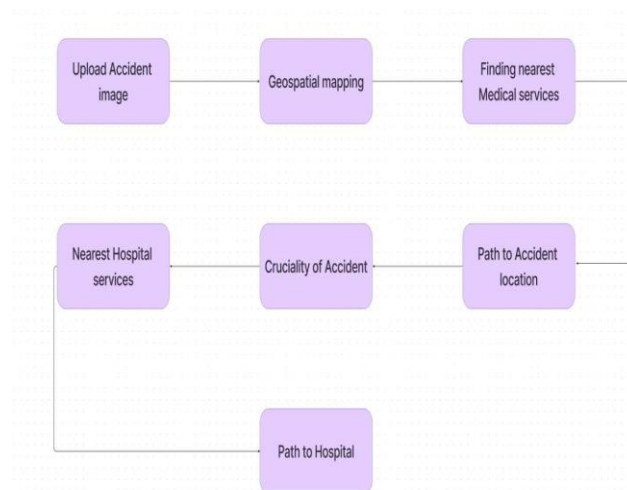 Upload Accident
image
Geospatial mapping
Finding nearest
Medical services
Nearest Hospital
services
Cruciality of Accident
Path to Accident
location
Path to Hospital